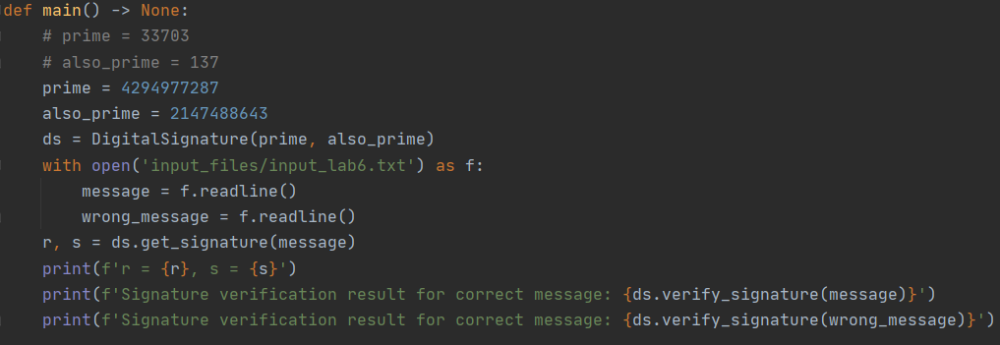 def main() -> None:
    # prime = 33703
    # also_prime = 137
    prime = 4294977287
    also_prime = 2147488643
    ds = DigitalSignature(prime, also_prime)
    with open('input_files/input_lab6.txt') as f:
        message = f.readline()
        wrong_message = f.readline()
    r, s = ds.get_signature(message)
    print(f'r = {r}, s = {s}')
    print(f'Signature verification result for correct message: {ds.verify_signature(message)}')
    print(f'Signature verification result for correct message: {ds.verify_signature(wrong_message)}')